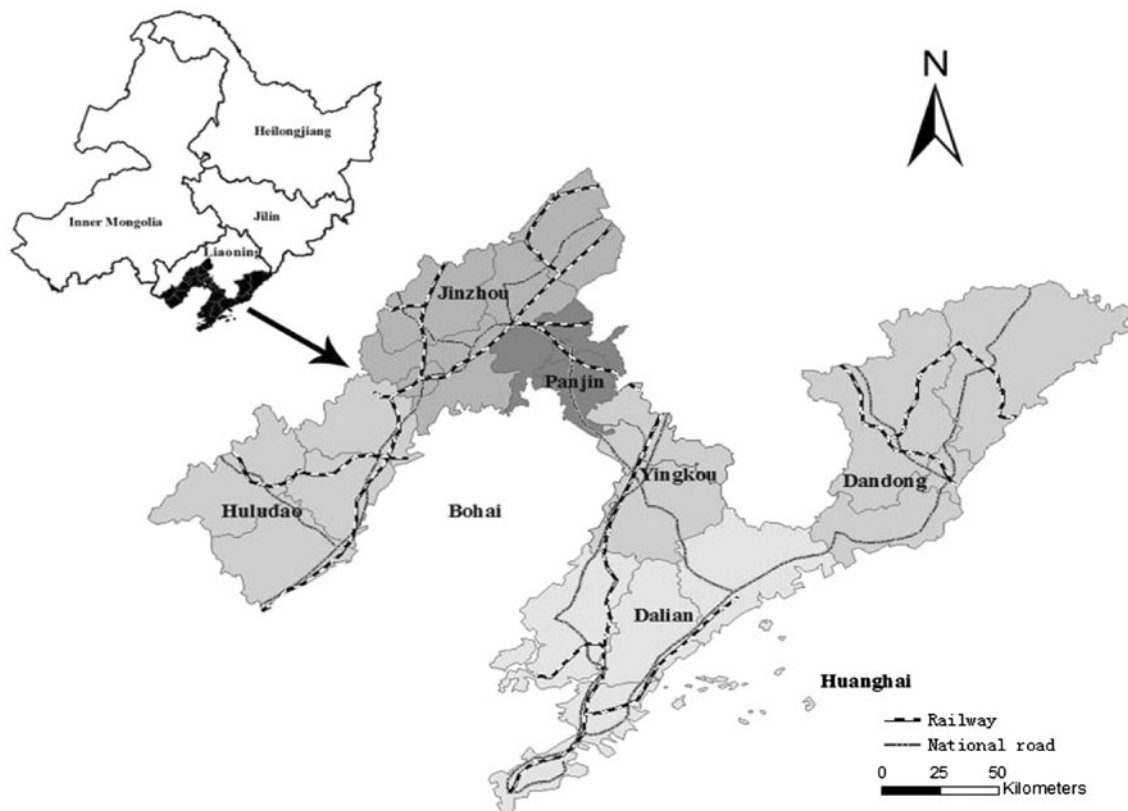 N
Heilongjiang
Inner Mongolia
Jilin
Liaoning
Jinzhou
Panjin
Yingkou
Dandong
Huludao
Bohai
Dalian
Huanghai
Railway
National road
0 25 50
Kilometers